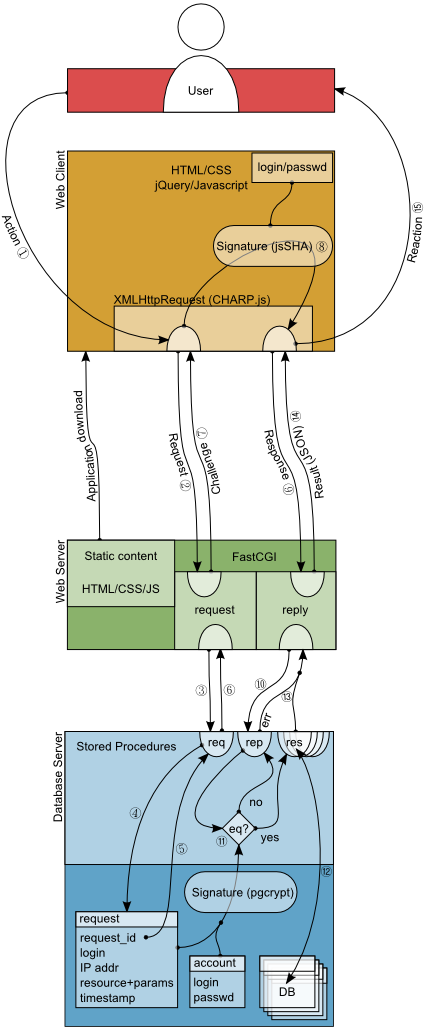 User
Web Client
HTML/CSS
jQuery/Javascript
login/passwd
Action ①
Reaction ⑮
Signature (jsSHA) ⑧
XMLHttpRequest (CHARP.js)
Application download
Request ②
Challenge ⑦
Response ⑨
Result (JSON) ⑭
Web Server
Static content
HTML/CSS/JS
FastCGI
request
reply
③
⑥
⑩
err
⑬
Database Server
Stored Procedures
req
rep
res
④
⑤
no
eq?
⑪
yes
⑫
Signature (pgcrypt)
request
request_id
login
IP addr
resource+params
timestamp
account
login
passwd
DB